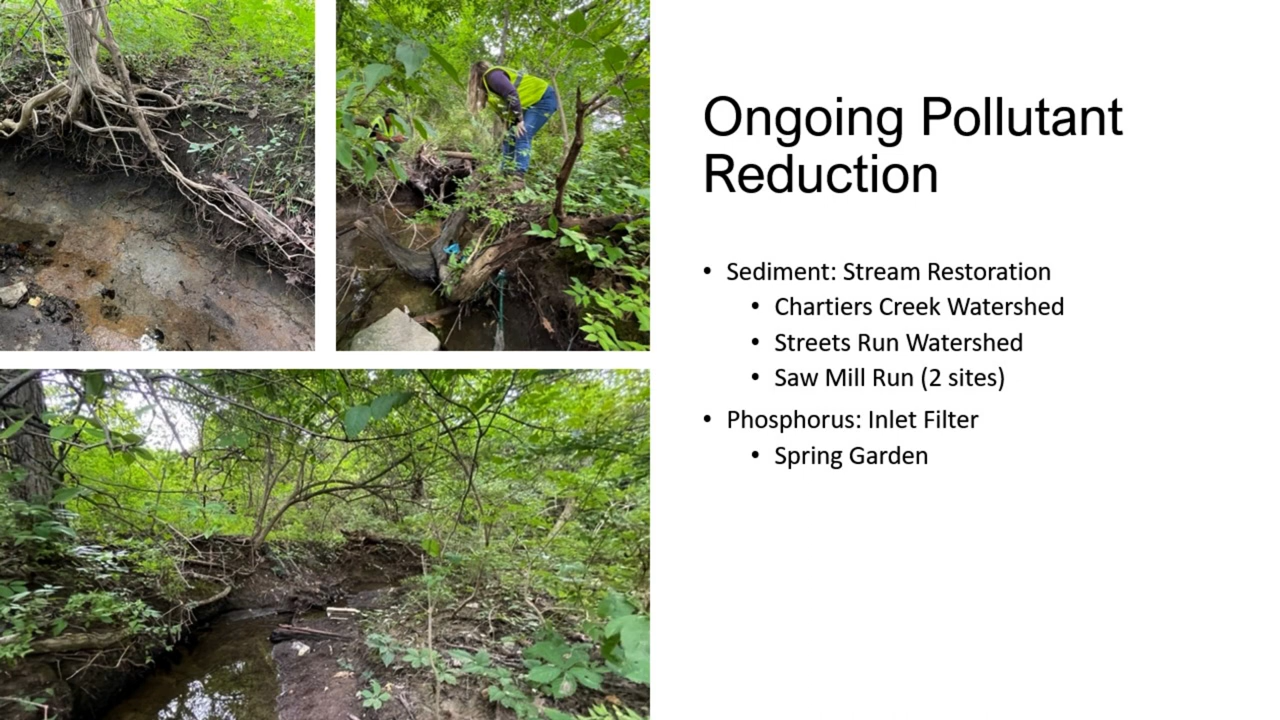 Ongoing Pollutant
Reduction
• Sediment: Stream Restoration
• Chartiers Creek Watershed
• Streets Run Watershed
• Saw Mill Run (2 sites)
• Phosphorus: Inlet Filter
• Spring Garden